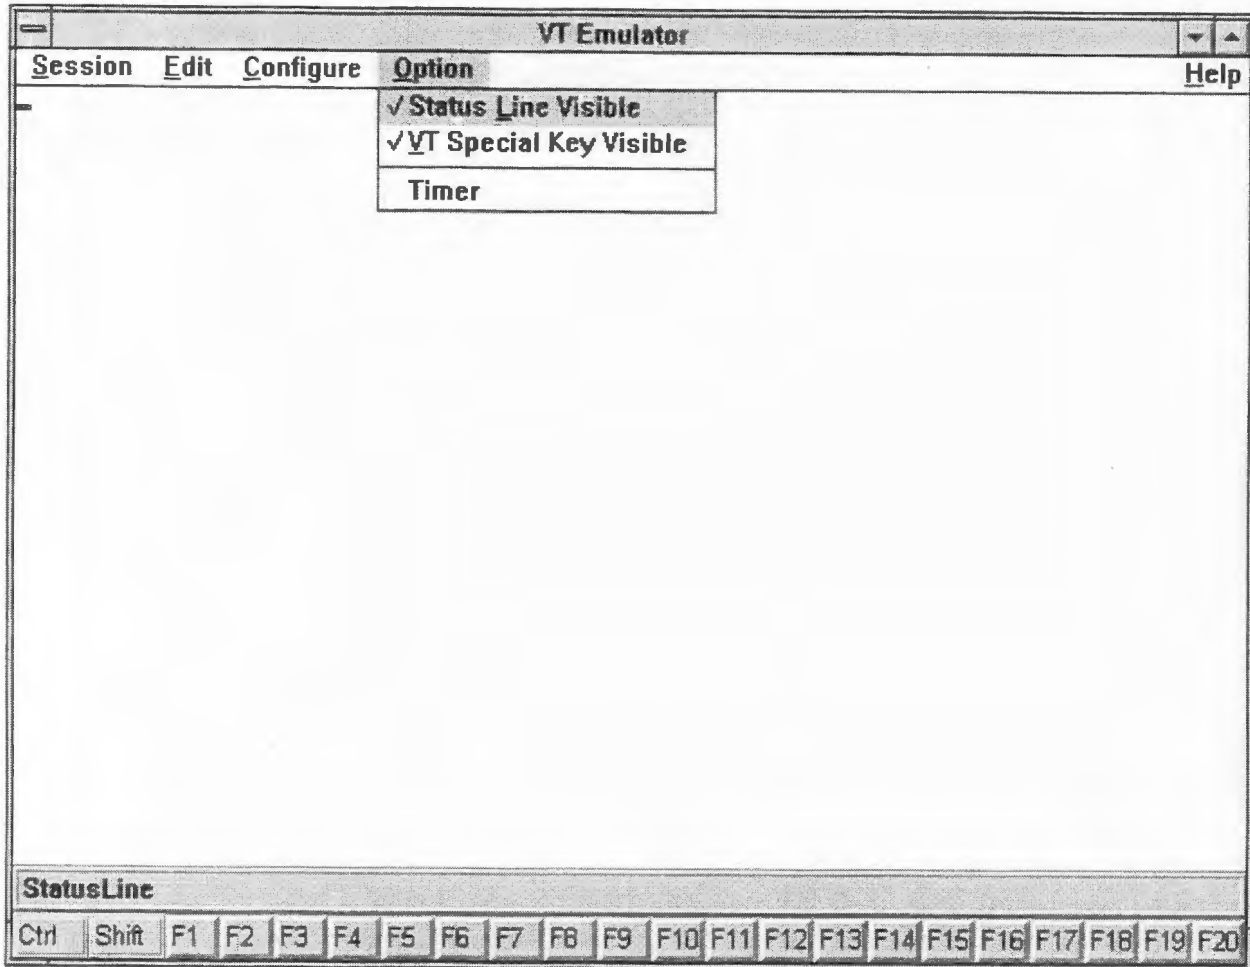 VT Emulator
Session Edit Configure Option Help
✓ Status Line Visible
✓ VT Special Key Visible
Timer
StatusLine
Ctrl Shift F1 F2 F3 F4 F5 F6 F7 F8 F9 F10 F11 F12 F13 F14 F15 F16 F17 F18 F19 F20